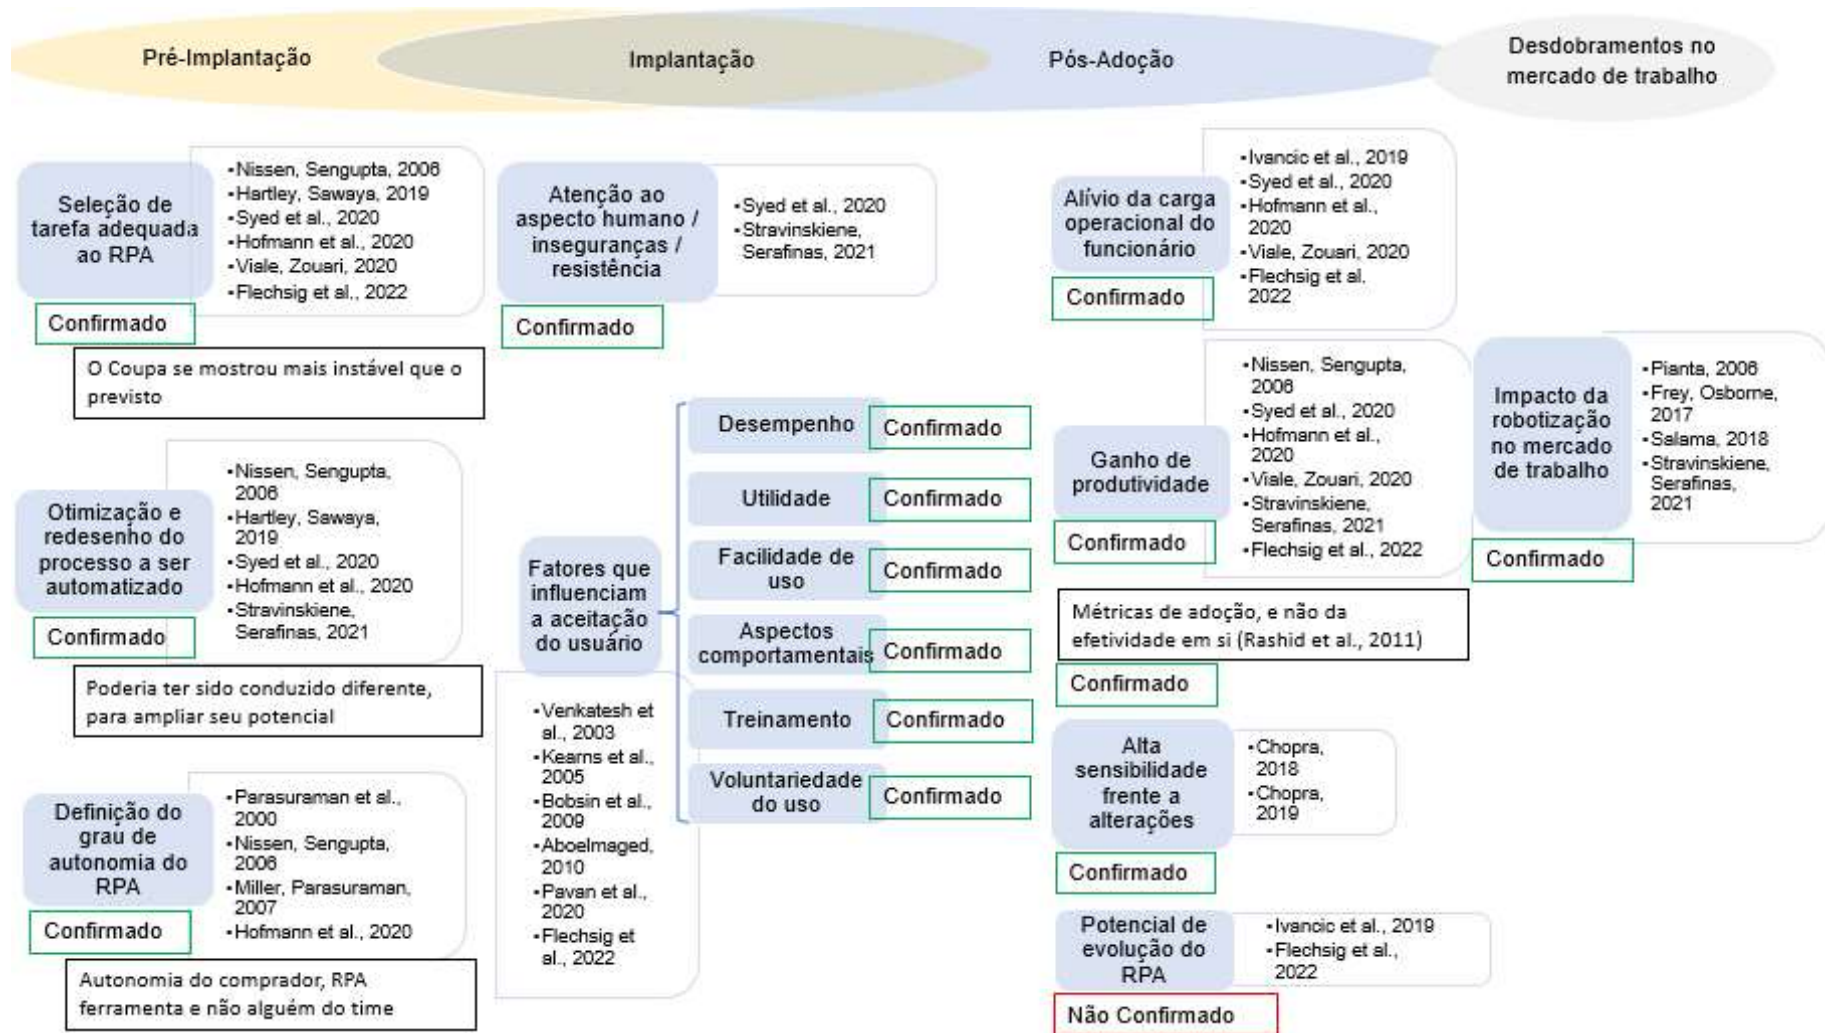 Pré-Implantação
Implantação
Pós-Adoção
Desdobramentos no
mercado de trabalho
Seleção de
tarefa adequada
ao RPA
▪Nissen, Sengupta, 2006
▪Hartley, Sawaya, 2019
▪Syed et al., 2020
▪Hofmann et al., 2020
▪Viale, Zouari, 2020
▪Flechsig et al., 2022
Confirmado
O Coupa se mostrou mais instável que o
previsto
Otimização e
redesenho do
processo a ser
automatizado
▪Nissen, Sengupta,
2006
▪Hartley, Sawaya,
2019
▪Syed et al., 2020
▪Hofmann et al., 2020
▪Stravinskiene,
Serafinas, 2021
Confirmado
Poderia ter sido conduzido diferente,
para ampliar seu potencial
Definição do
grau de
autonomia do
RPA
▪Parasuraman et al.,
2000
▪Nissen, Sengupta,
2006
▪Miller, Parasuraman,
2007
▪Hofmann et al., 2020
Confirmado
Autonomia do comprador, RPA
ferramenta e não alguém do time
Atenção ao
aspecto humano /
inseguranças /
resistência
▪Syed et al., 2020
▪Stravinskiene,
Serafinas, 2021
Confirmado
Fatores que
influenciam
a aceitação
do usuário
▪Venkatesh et
al., 2003
▪Kearns et al.,
2005
▪Bobsin et al.,
2009
▪Aboelmaged,
2010
▪Pavan et al.,
2020
▪Flechsig et
al., 2022
Desempenho
Confirmado
Utilidade
Confirmado
Facilidade de
uso
Confirmado
Aspectos
comportamentais
Confirmado
Treinamento
Confirmado
Voluntariedade
do uso
Confirmado
Alívio da carga
operacional do
funcionário
▪Ivancic et al., 2019
▪Syed et al., 2020
▪Hofmann et al.,
2020
▪Viale, Zouari, 2020
▪Flechsig et al.
2022
Confirmado
Ganho de
produtividade
▪Nissen, Sengupta,
2006
▪Syed et al., 2020
▪Hofmann et al.,
2020
▪Viale, Zouari, 2020
▪Stravinskiene,
Serafinas, 2021
▪Flechsig et al., 2022
Confirmado
Métricas de adoção, e não da
efetividade em si (Rashid et al., 2011)
Confirmado
Alta
sensibilidade
frente a
alterações
▪Chopra,
2018
▪Chopra,
2019
Confirmado
Potencial de
evolução do
RPA
▪Ivancic et al., 2019
▪Flechsig et al.,
2022
Não Confirmado
Impacto da
robotização
no mercado
de trabalho
▪Pianta, 2006
▪Frey, Osborne,
2017
▪Salama, 2018
▪Stravinskiene,
Serafinas,
2021
Confirmado